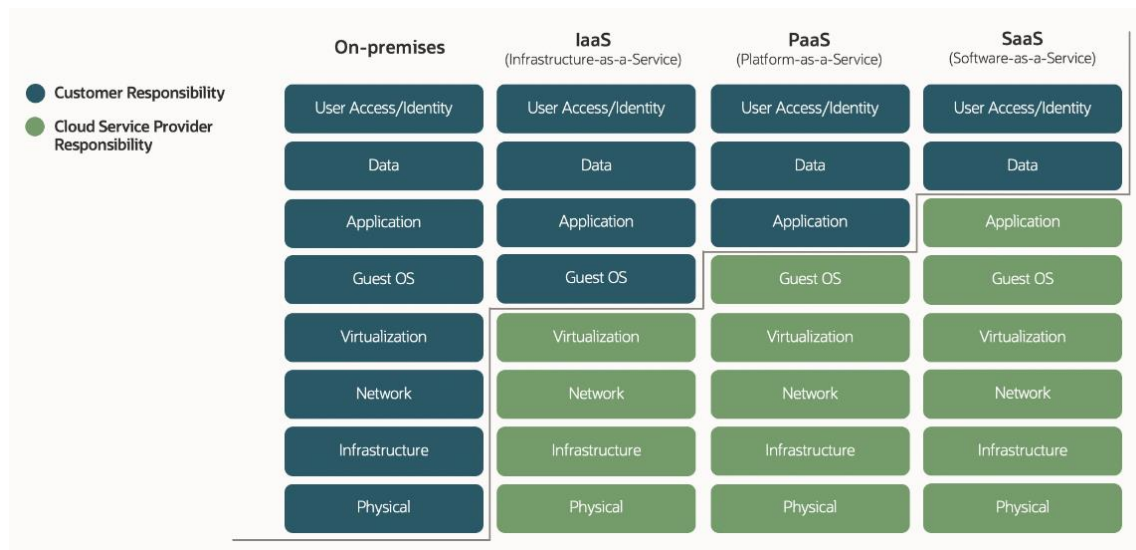 On-premises
IaaS
(Infrastructure-as-a-Service)
PaaS
(Platform-as-a-Service)
SaaS
(Software-as-a-Service)
Customer Responsibility
Cloud Service Provider
Responsibility
User Access/Identity
User Access/Identity
User Access/Identity
User Access/Identity
Data
Data
Data
Data
Application
Application
Application
Application
Guest OS
Guest OS
Guest OS
Guest OS
Virtualization
Virtualization
Virtualization
Virtualization
Network
Network
Network
Network
Infrastructure
Infrastructure
Infrastructure
Infrastructure
Physical
Physical
Physical
Physical